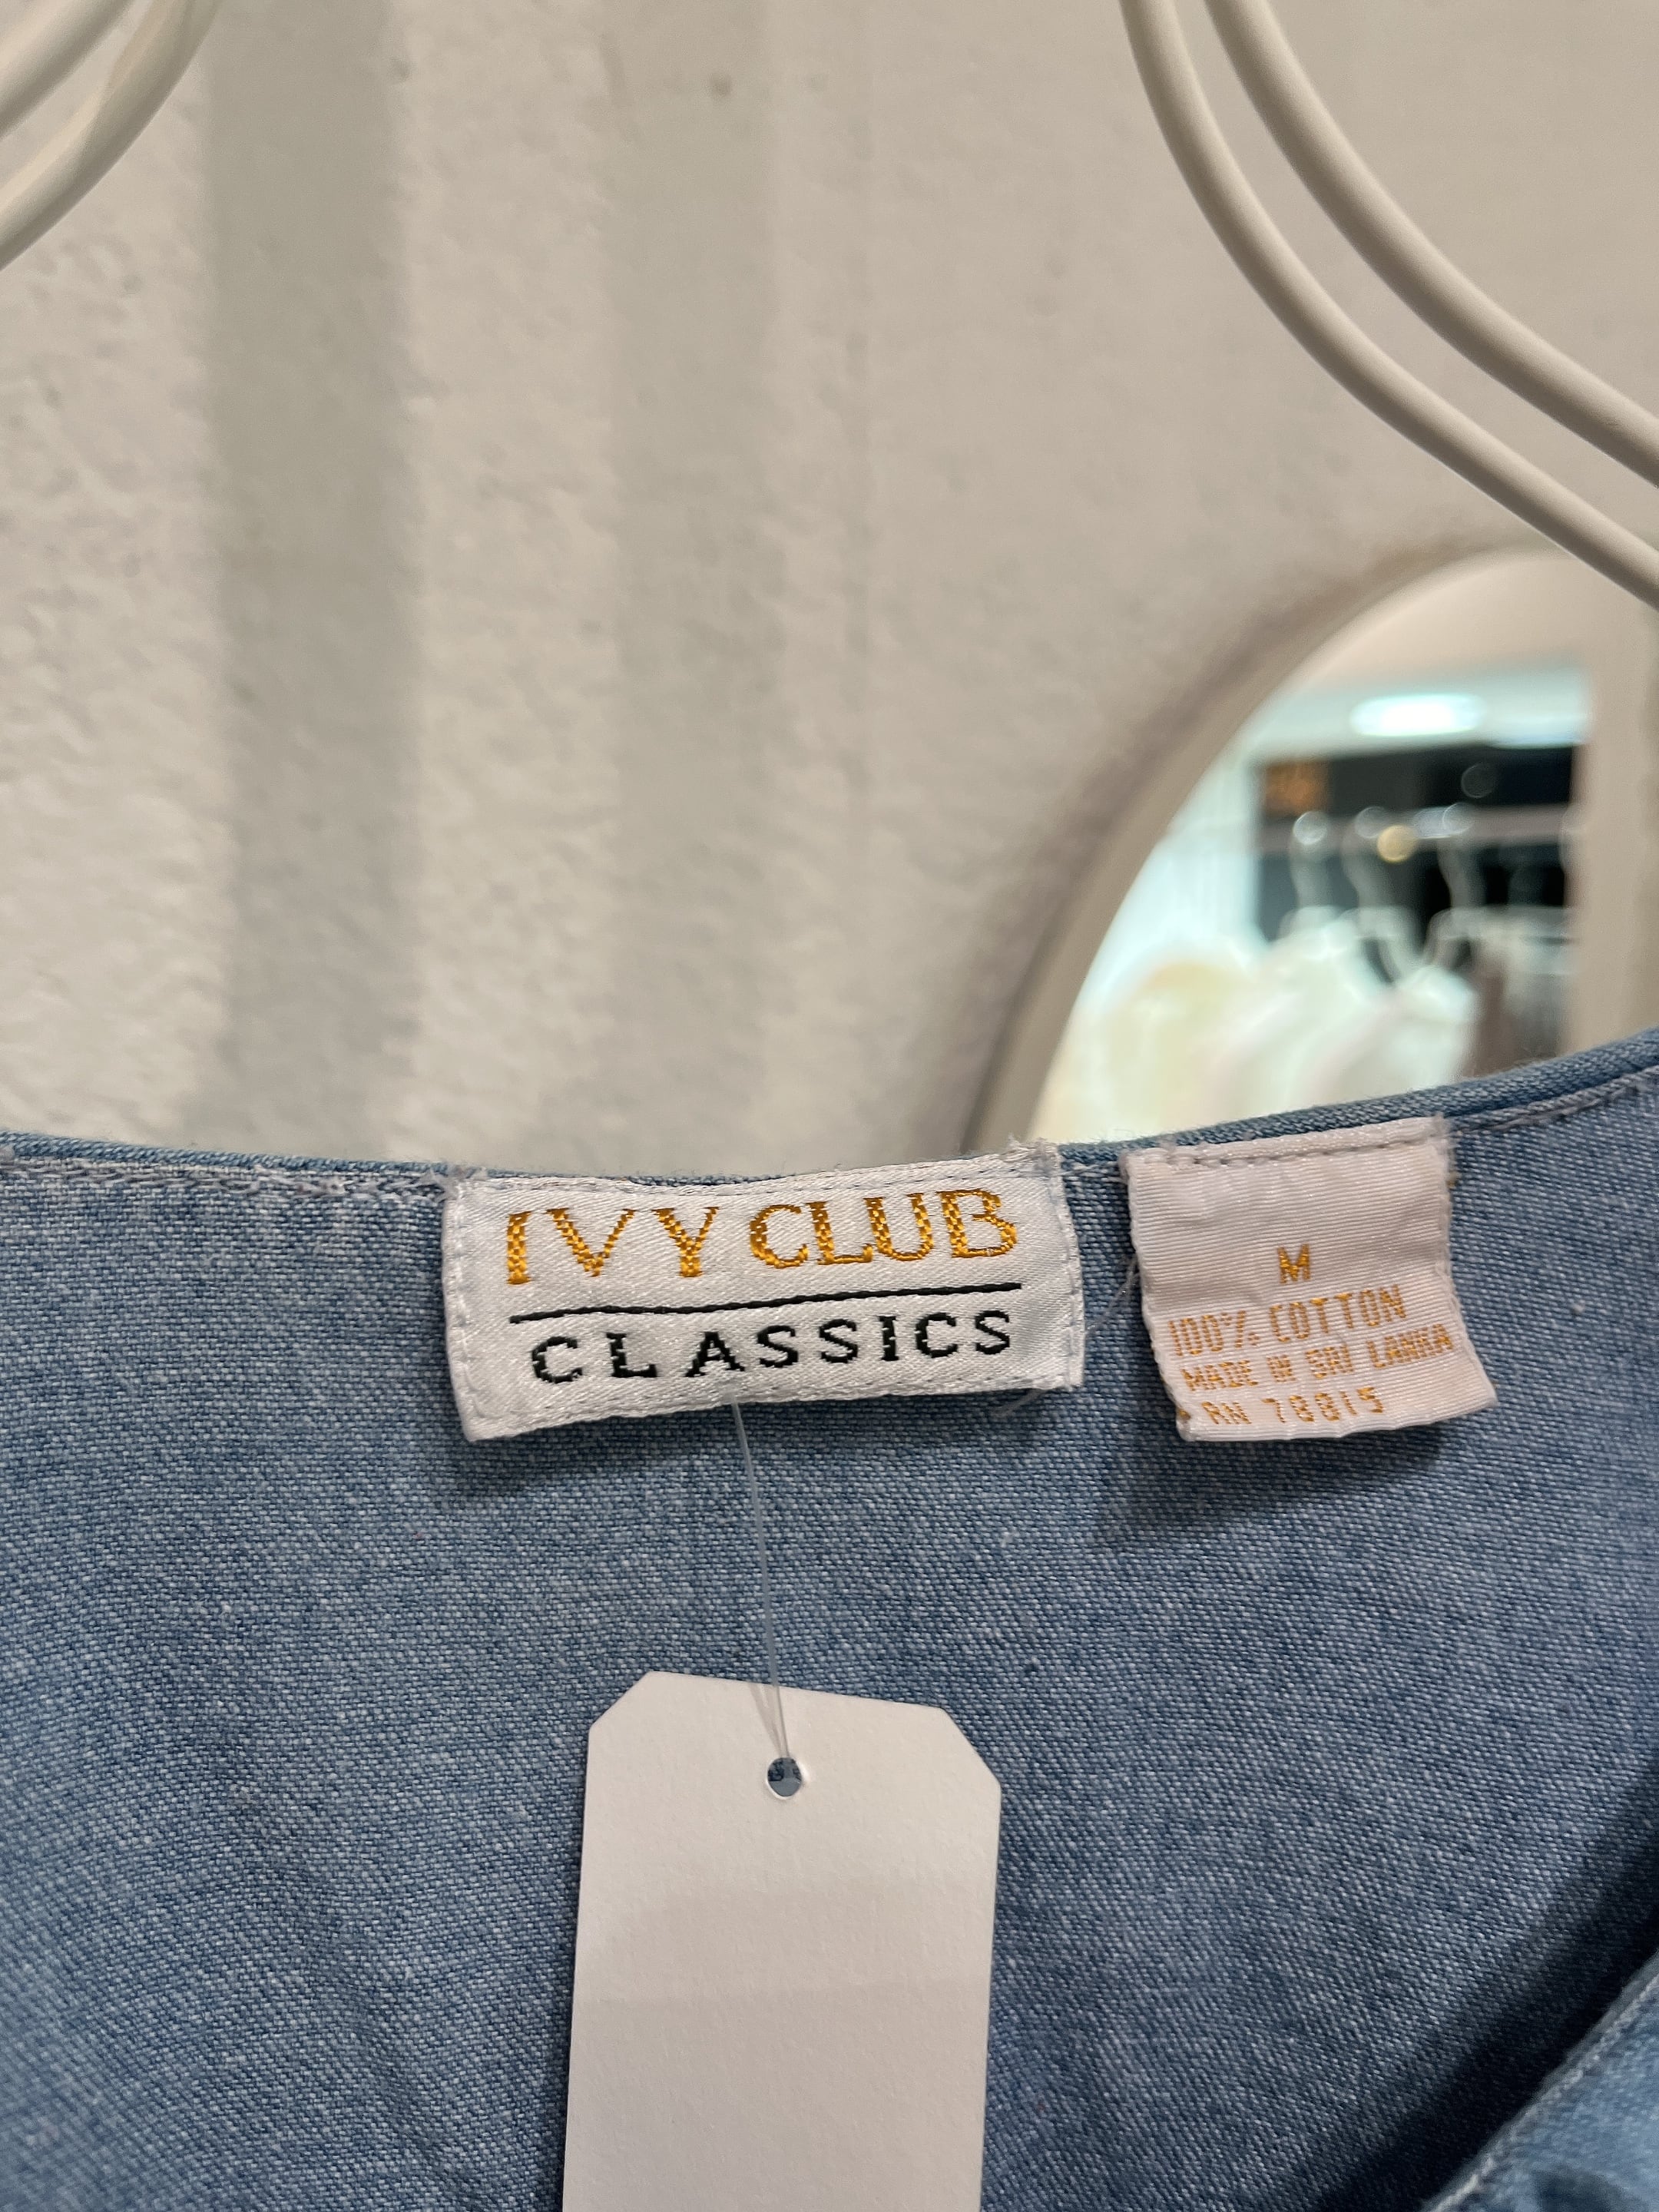 IVY CLUB
CLASSICS
M
100% COTTON
MADE IN SRI LANKA
RN 78815